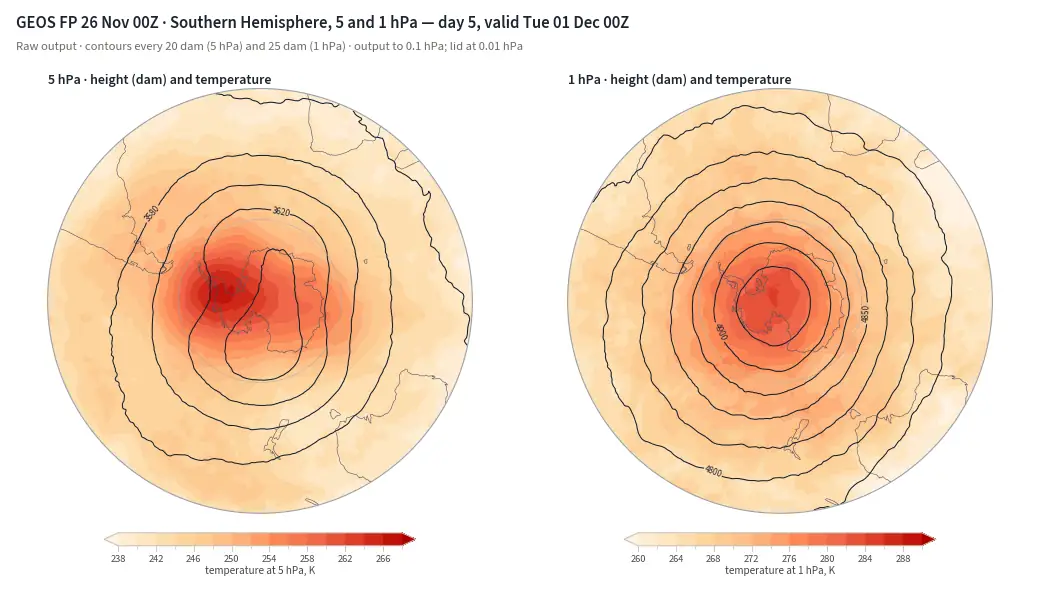 GEOS FP 26 Nov 00Z · Southern Hemisphere, 5 and 1 hPa — day 5, valid Tue 01 Dec 00Z
Raw output · contours every 20 dam (5 hPa) and 25 dam (1 hPa) · output to 0.1 hPa; lid at 0.01 hPa
5 hPa · height (dam) and temperature
1 hPa · height (dam) and temperature
3680
3620
4850
4900
4800
238 242 246 250 254 258 262 266
temperature at 5 hPa, K
260 264 268 272 276 280 284 288
temperature at 1 hPa, K